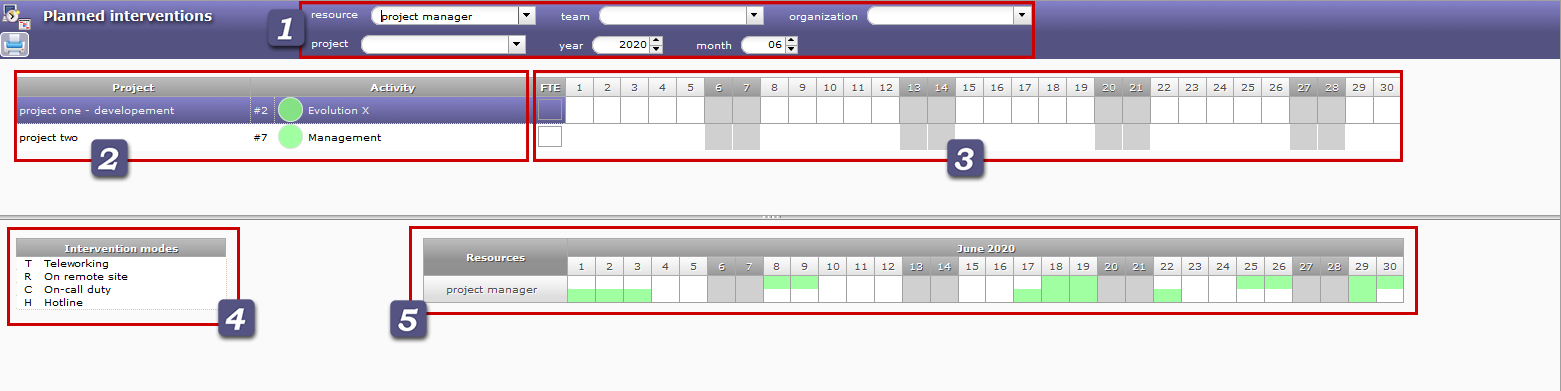 Planned interventions
resource project manager team organization
project year 2020 month 06
1
Project Activity FTE 1 2 3 4 5 6 7 8 9 10 11 12 13 14 15 16 17 18 19 20 21 22 23 24 25 26 27 28 29 30
project one - developement #2 Evolution X
project two #7 Management
2
3
Intervention modes
T Teleworking
R On remote site
C On-call duty
H Hotline
4
Resources June 2020
1 2 3 4 5 6 7 8 9 10 11 12 13 14 15 16 17 18 19 20 21 22 23 24 25 26 27 28 29 30
project manager
5